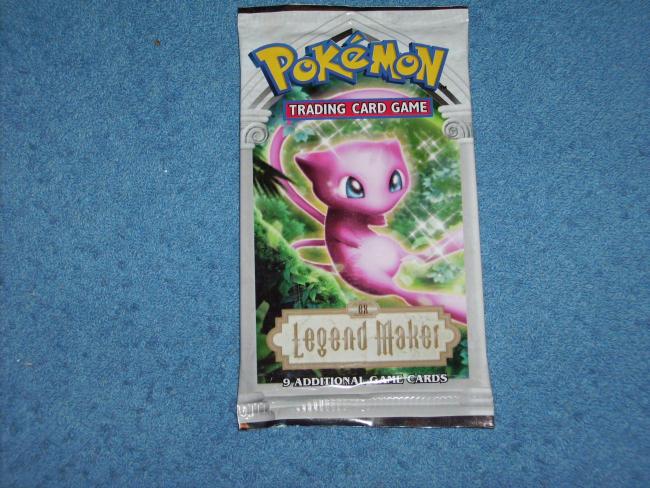 POKéMON
TRADING CARD GAME
EX
Legend Maker
9 ADDITIONAL GAME CARDS